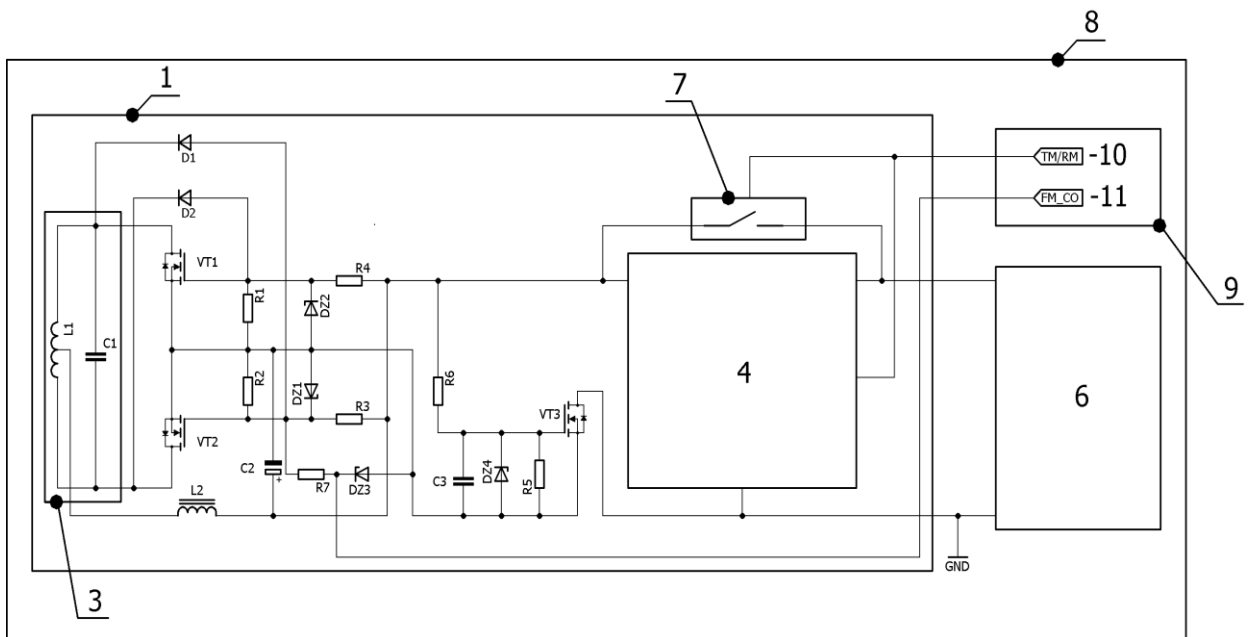 8
1
7
D1
TM/RM -10
D2
FM_CO -11
VT1
R4
R1
DZ2
9
L1
C1
4
R6
6
R2
DZ1
R3
VT3
VT2
C2
+
R7
DZ3
C3
DZ4
R5
L2
GND
3